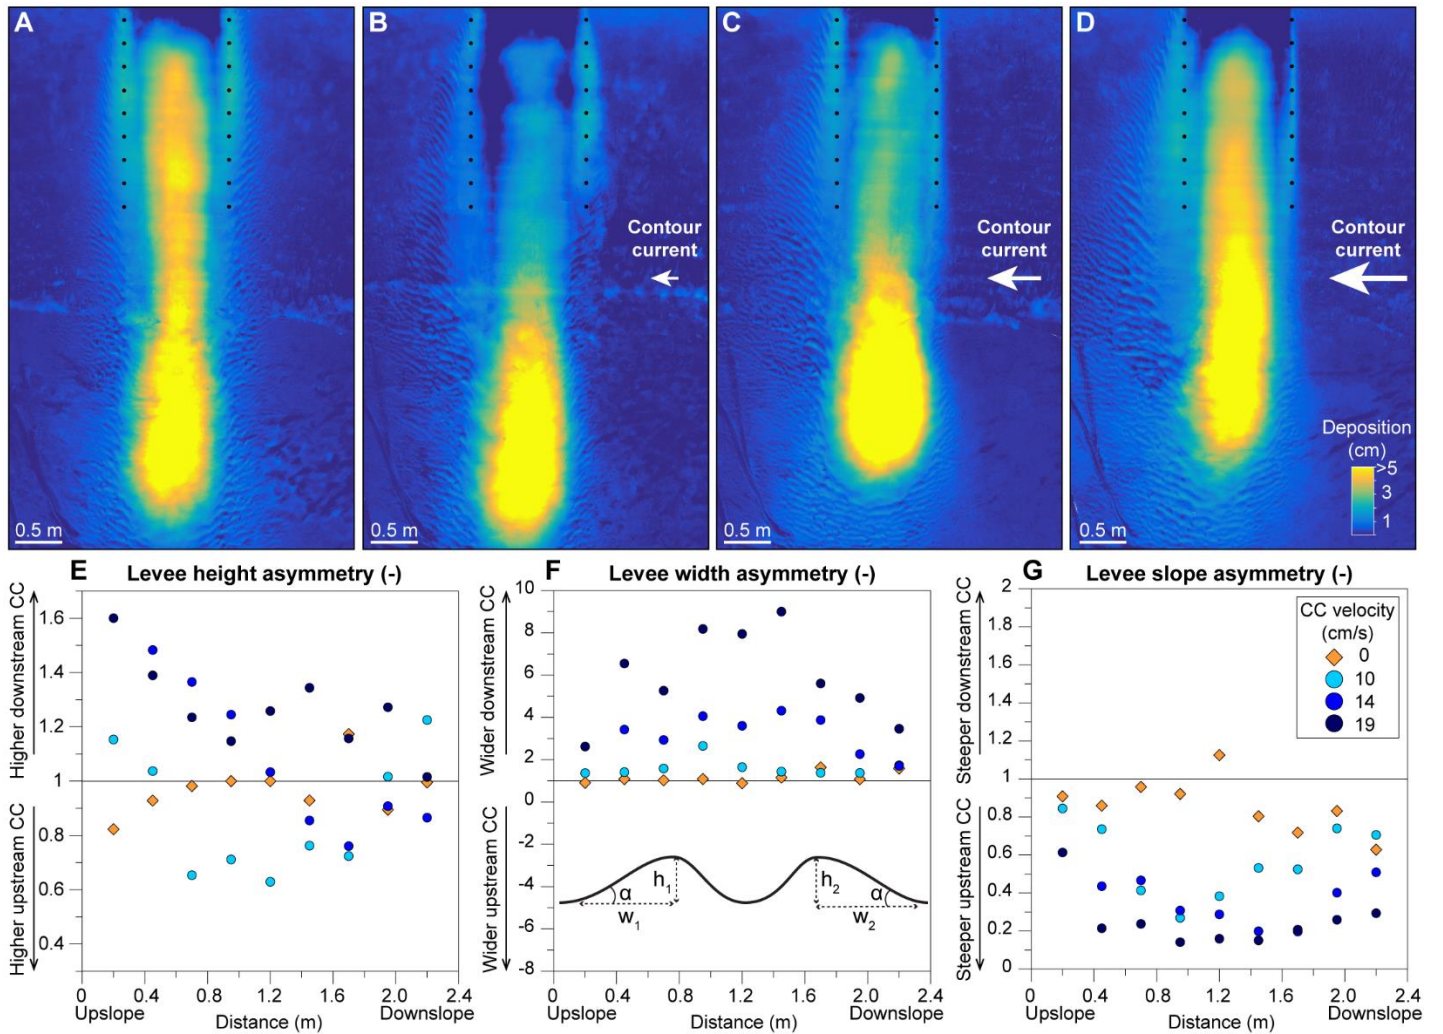 A
B
C
D
Contour
current
Contour
current
Contour
current
Deposition
(cm)
>5
3
1
0.5 m
0.5 m
0.5 m
0.5 m
E
Levee height asymmetry (-)
Higher downstream CC
Higher upstream CC
1.6
1.4
1.2
1
0.8
0.6
0.4
0
0.4
0.8
1.2
1.6
2.0
2.4
Upslope
Distance (m)
Downslope
F
Levee width asymmetry (-)
Wider downstream CC
Wider upstream CC
10
8
6
4
2
0
-2
-4
-6
-8
α
h1
w1
h2
α
w2
0
0.4
0.8
1.2
1.6
2.0
2.4
Upslope
Distance (m)
Downslope
G
Levee slope asymmetry (-)
Steeper downstream CC
Steeper upstream CC
2
1.8
1.6
1.4
1.2
1
0.8
0.6
0.4
0.2
0
CC velocity
(cm/s)
0
10
14
19
0
0.4
0.8
1.2
1.6
2.0
2.4
Upslope
Distance (m)
Downslope